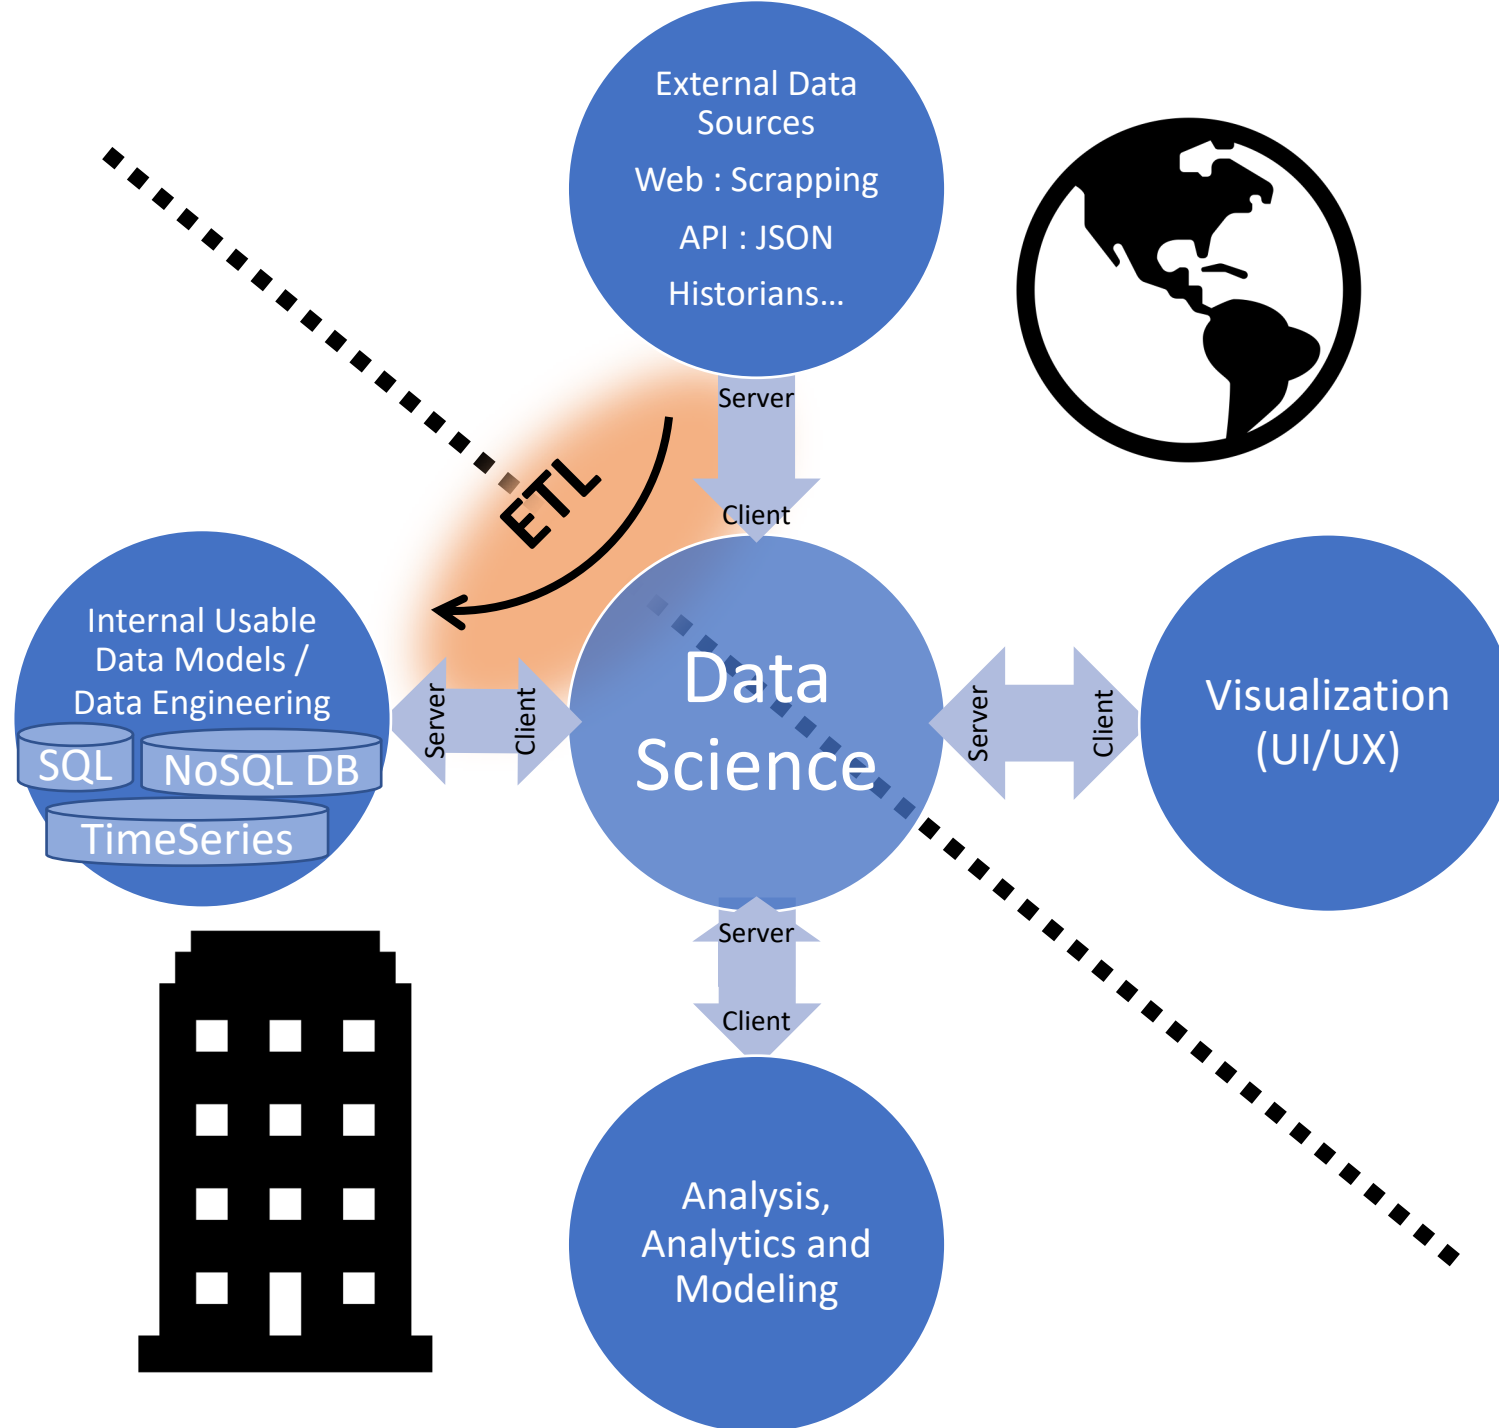 External Data
Sources
Web : Scrapping
API : JSON
Historians...
Server
Client
ETL
Internal Usable
Data Models /
Data Engineering
SQL
NoSQL DB
TimeSeries
Server
Client
Data
Science
Server
Client
Visualization
(UI/UX)
Server
Client
Analysis,
Analytics and
Modeling